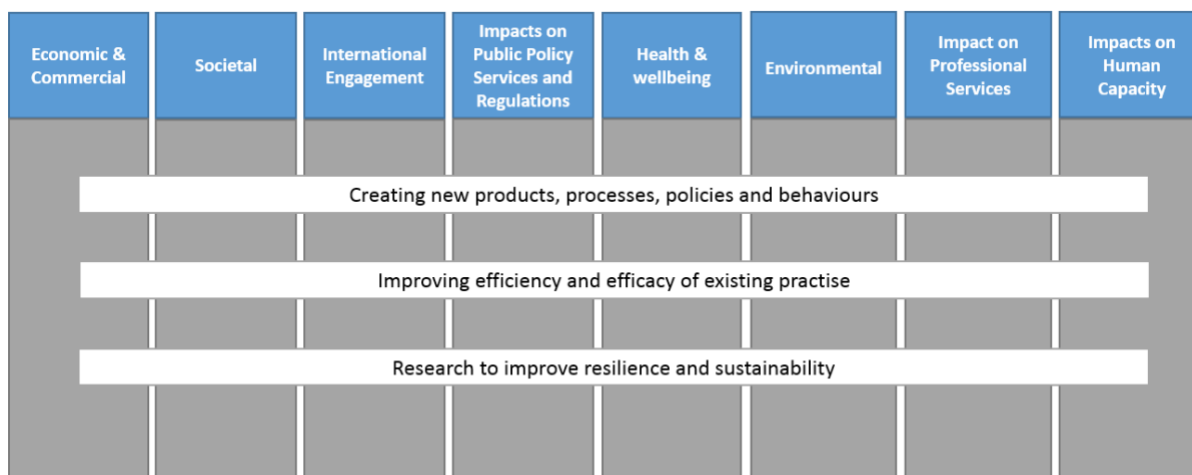 Economic &
Commercial
Societal
International
Engagement
Impacts on
Public Policy
Services and
Regulations
Health &
wellbeing
Environmental
Impact on
Professional
Services
Impacts on
Human
Capacity
Creating new products, processes, policies and behaviours
Improving efficiency and efficacy of existing practise
Research to improve resilience and sustainability